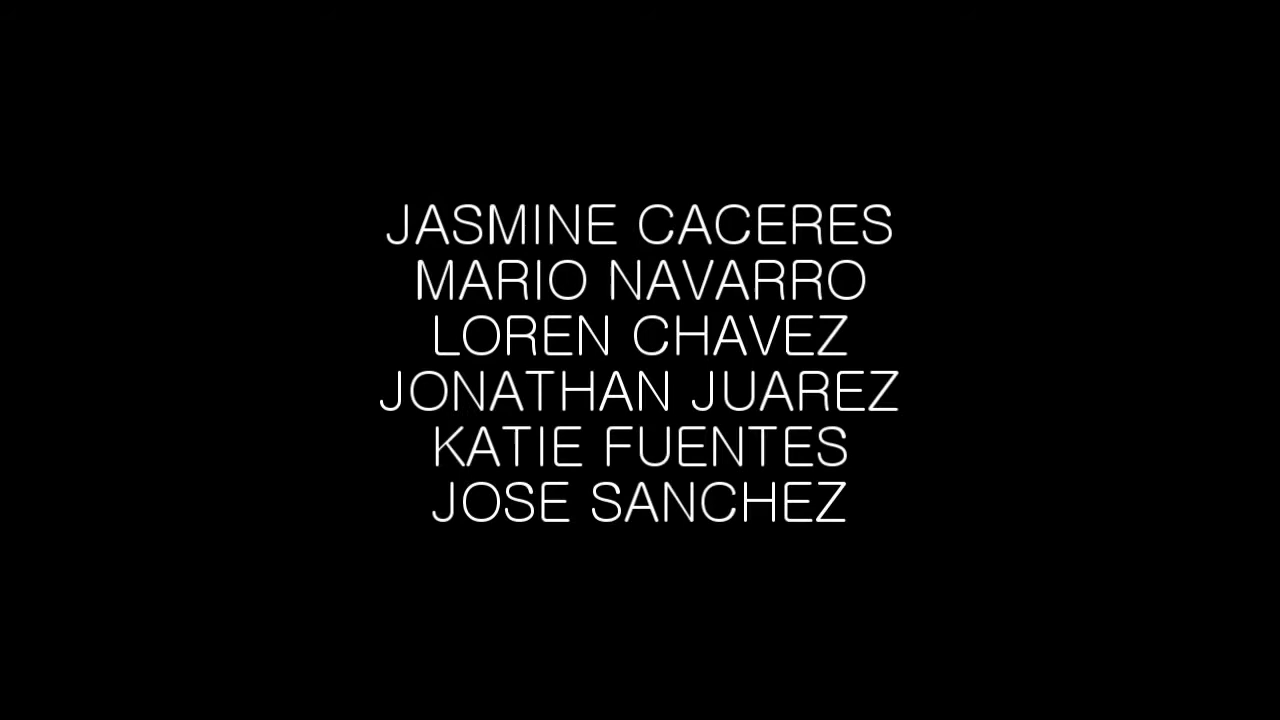 JASMINE CACERES
MARIO NAVARRO
LOREN CHAVEZ
JONATHAN JUAREZ
KATIE FUENTES
JOSE SANCHEZ